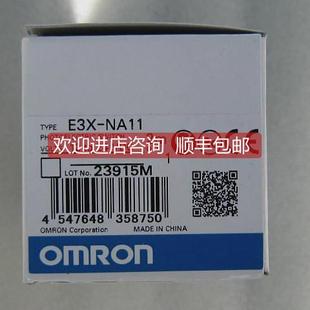 TYPE E3X-NA11
欢迎进店咨询 顺丰包邮
LOT No. 23915M
4 547648 358750
OMRON Corporation MADE IN CHINA
OMRON